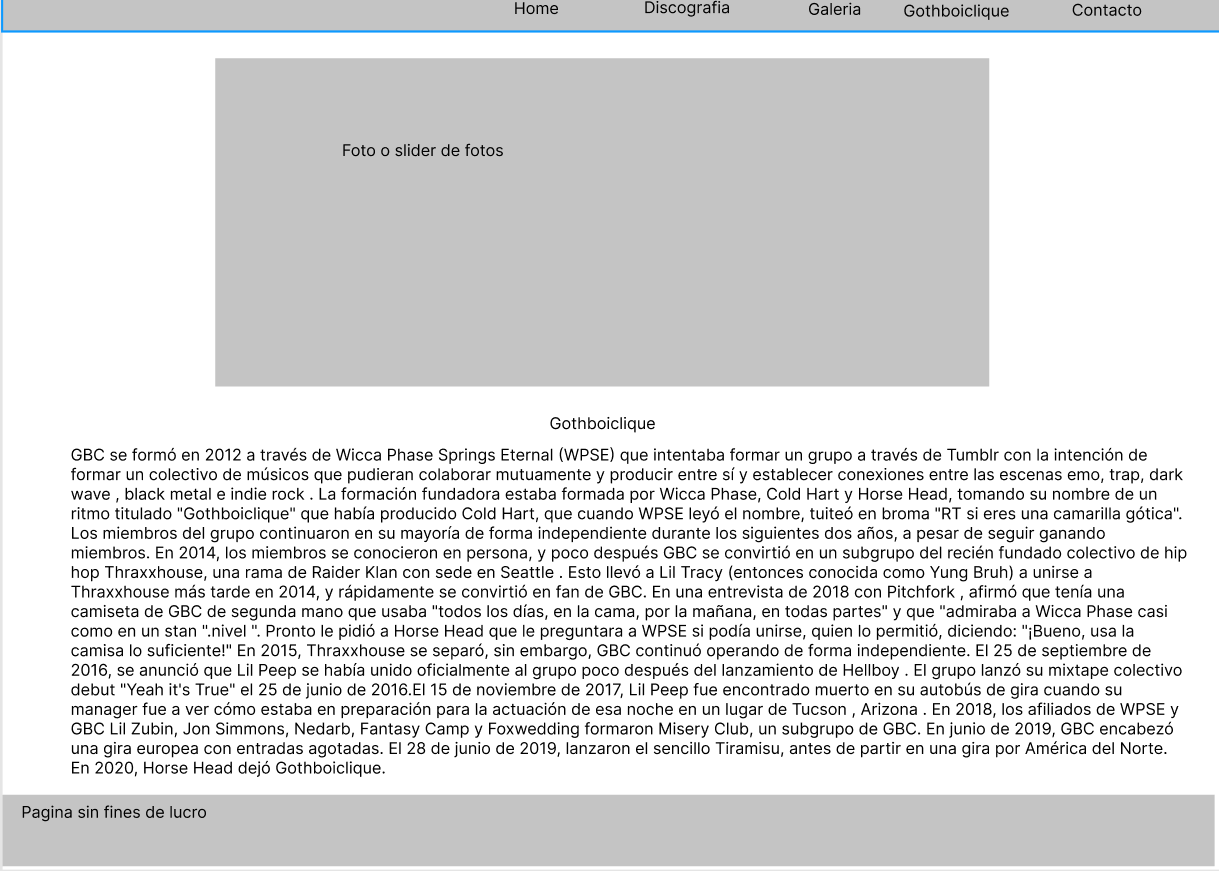 Home Discografia Galeria Gothboiclique Contacto
Foto o slider de fotos
Gothboiclique
GBC se formó en 2012 a través de Wicca Phase Springs Eternal (WPSE) que intentaba formar un grupo a través de Tumblr con la intención de
formar un colectivo de músicos que pudieran colaborar mutuamente y producir entre sí y establecer conexiones entre las escenas emo, trap, dark
wave , black metal e indie rock . La formación fundadora estaba formada por Wicca Phase, Cold Hart y Horse Head, tomando su nombre de un
ritmo titulado "Gothboiclique" que había producido Cold Hart, que cuando WPSE leyó el nombre, tuiteó en broma "RT si eres una camarilla gótica".
Los miembros del grupo continuaron en su mayoría de forma independiente durante los siguientes dos años, a pesar de seguir ganando
miembros. En 2014, los miembros se conocieron en persona, y poco después GBC se convirtió en un subgrupo del recién fundado colectivo de hip
hop Thraxxhouse, una rama de Raider Klan con sede en Seattle . Esto llevó a Lil Tracy (entonces conocida como Yung Bruh) a unirse a
Thraxxhouse más tarde en 2014, y rápidamente se convirtió en fan de GBC. En una entrevista de 2018 con Pitchfork , afirmó que tenía una
camiseta de GBC de segunda mano que usaba "todos los días, en la cama, por la mañana, en todas partes" y que "admiraba a Wicca Phase casi
como en un stan ".nivel ". Pronto le pidió a Horse Head que le preguntara a WPSE si podía unirse, quien lo permitió, diciendo: "¡Bueno, usa la
camisa lo suficiente!" En 2015, Thraxxhouse se separó, sin embargo, GBC continuó operando de forma independiente. El 25 de septiembre de
2016, se anunció que Lil Peep se había unido oficialmente al grupo poco después del lanzamiento de Hellboy . El grupo lanzó su mixtape colectivo
debut "Yeah it's True" el 25 de junio de 2016.El 15 de noviembre de 2017, Lil Peep fue encontrado muerto en su autobús de gira cuando su
manager fue a ver cómo estaba en preparación para la actuación de esa noche en un lugar de Tucson , Arizona . En 2018, los afiliados de WPSE y
GBC Lil Zubin, Jon Simmons, Nedarb, Fantasy Camp y Foxwedding formaron Misery Club, un subgrupo de GBC. En junio de 2019, GBC encabezó
una gira europea con entradas agotadas. El 28 de junio de 2019, lanzaron el sencillo Tiramisu, antes de partir en una gira por América del Norte.
En 2020, Horse Head dejó Gothboiclique.
Pagina sin fines de lucro